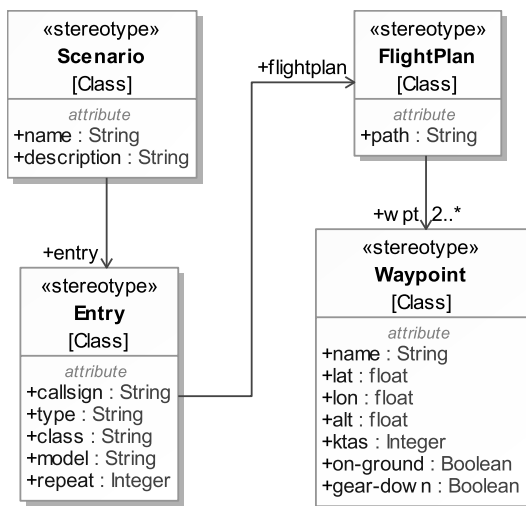 «stereotype»
Scenario
[Class]
attribute
+name : String
+description : String
+entry
«stereotype»
Entry
[Class]
attribute
+callsign : String
+type : String
+class : String
+model : String
+repeat : Integer
+flightplan
«stereotype»
FlightPlan
[Class]
attribute
+path : String
+wpt 2..*
«stereotype»
Waypoint
[Class]
attribute
+name : String
+lat : float
+lon : float
+alt : float
+ktas : Integer
+on-ground : Boolean
+gear-down : Boolean